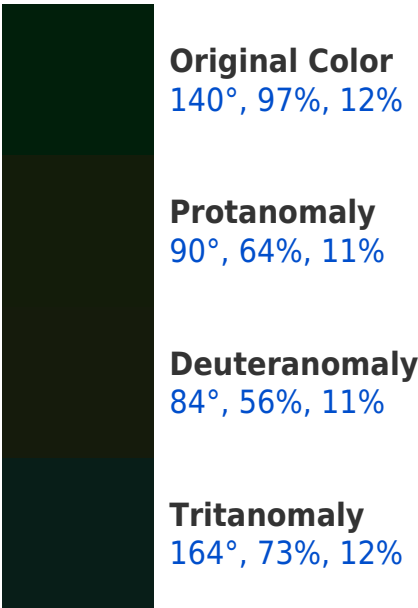 Original Color
140°, 97%, 12%
Protanomaly
90°, 64%, 11%
Deuteranomaly
84°, 56%, 11%
Tritanomaly
164°, 73%, 12%